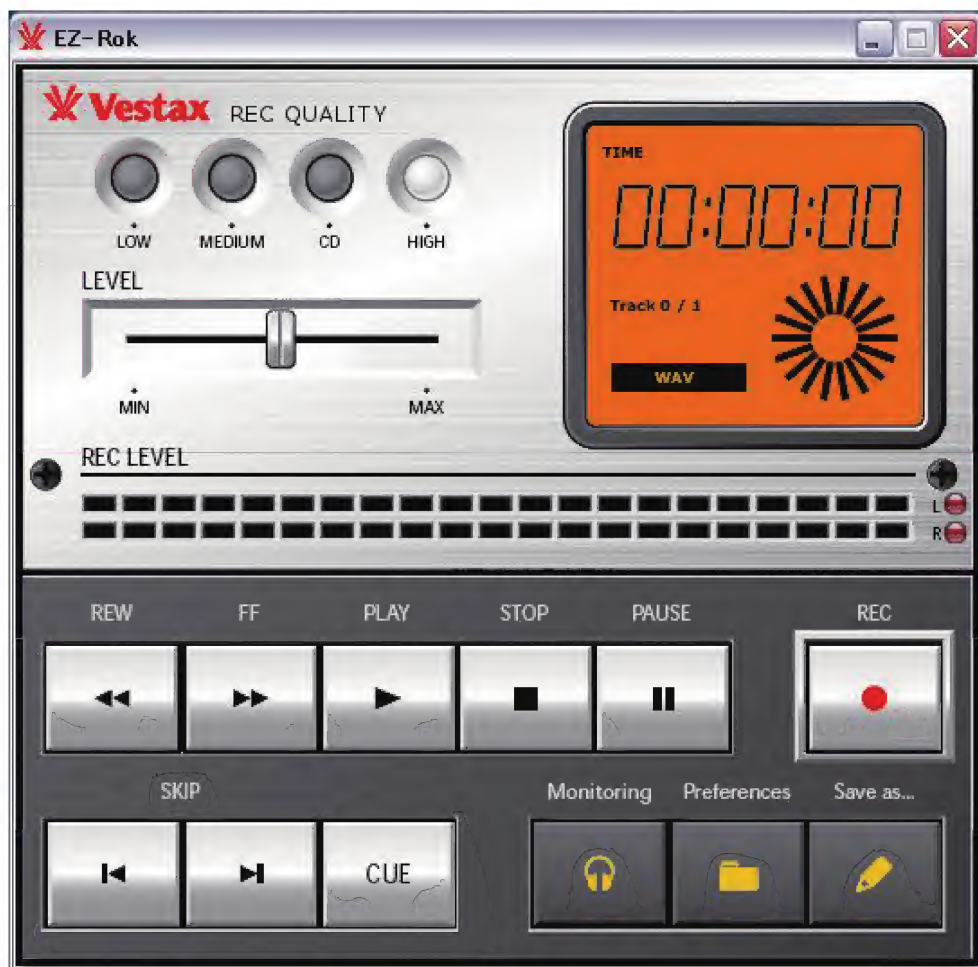 EZ-Rok
Vestax REC QUALITY
LOW MEDIUM CD HIGH
LEVEL
MIN MAX
TIME
00:00:00
Track 0 / 1
WAV
REC LEVEL
L
R
REW FF PLAY STOP PAUSE REC
SKIP Monitoring Preferences Save as...
CUE